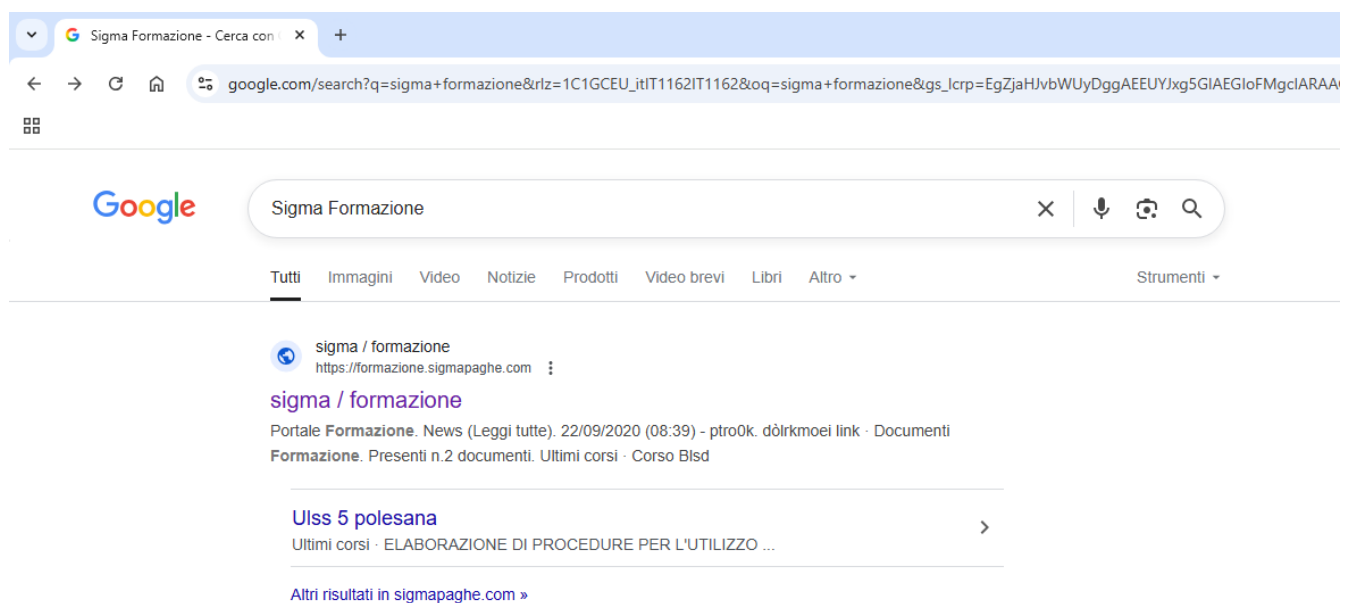 Sigma Formazione - Cerca con
google.com/search?q=sigma+formazione&rlz=1C1GCEU_itIT1162IT1162&oq=sigma+formazione&gs_lcrp=EgZjaHJvbWUyDggAEEUYJxg5GIAEGIoFMgcIARAA
Google
Sigma Formazione
Tutti Immagini Video Notizie Prodotti Video brevi Libri Altro Strumenti
sigma / formazione
https://formazione.sigmapaghe.com
sigma / formazione
Portale Formazione. News (Leggi tutte). 22/09/2020 (08:39) - ptro0k. dòlrkmoei link · Documenti
Formazione. Presenti n.2 documenti. Ultimi corsi · Corso Blsd
Ulss 5 polesana
Ultimi corsi · ELABORAZIONE DI PROCEDURE PER L'UTILIZZO ...
Altri risultati in sigmapaghe.com »